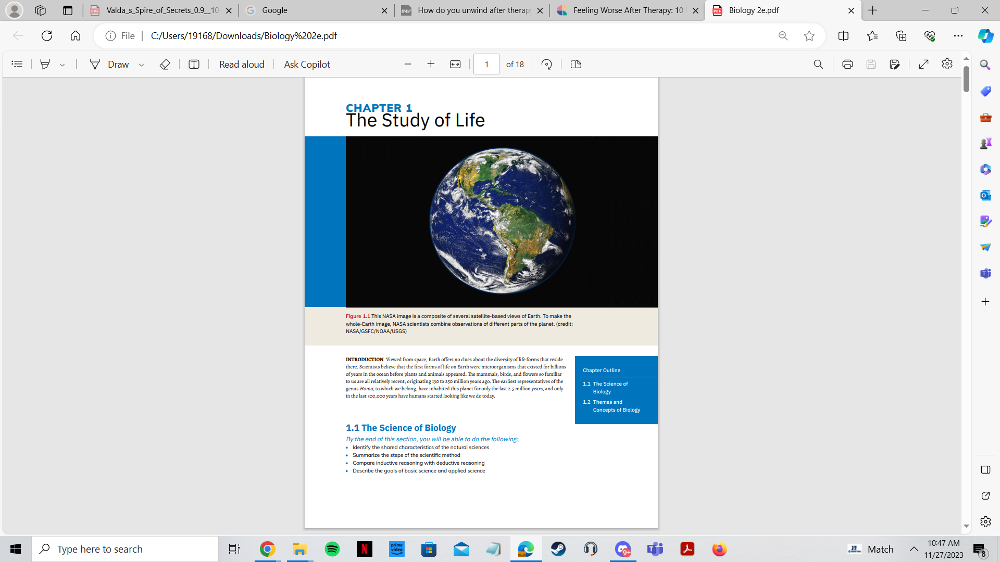 Valda_s_Spire_of_Secrets_0.9__10
Google
How do you unwind after therap
Feeling Worse After Therapy: 10
Biology 2e.pdf
File
C:/Users/19168/Downloads/Biology%202e.pdf
Draw
Read aloud
Ask Copilot
1
of 18
CHAPTER 1
The Study of Life
Figure 1.1 This NASA image is a composite of several satellite-based views of Earth. To make the
whole-Earth image, NASA scientists combine observations of different parts of the planet. (credit:
NASA/GSFC/NOAA/USGS)
INTRODUCTION Viewed from space, Earth offers no clues about the diversity of life forms that reside
there. Scientists believe that the first forms of life on Earth were microorganisms that existed for billions
of years in the ocean before plants and animals appeared. The mammals, birds, and flowers so familiar
to us are all relatively recent, originating 130 to 250 million years ago. The earliest representatives of the
genus Homo, to which we belong, have inhabited this planet for only the last 2.5 million years, and only
in the last 300,000 years have humans started looking like we do today.
Chapter Outline
1.1 The Science of
Biology
1.2 Themes and
Concepts of Biology
1.1 The Science of Biology
By the end of this section, you will be able to do the following:
• Identify the shared characteristics of the natural sciences
• Summarize the steps of the scientific method
• Compare inductive reasoning with deductive reasoning
• Describe the goals of basic science and applied science
Type here to search
prime
video
9+
Match
10:47 AM
11/27/2023
8